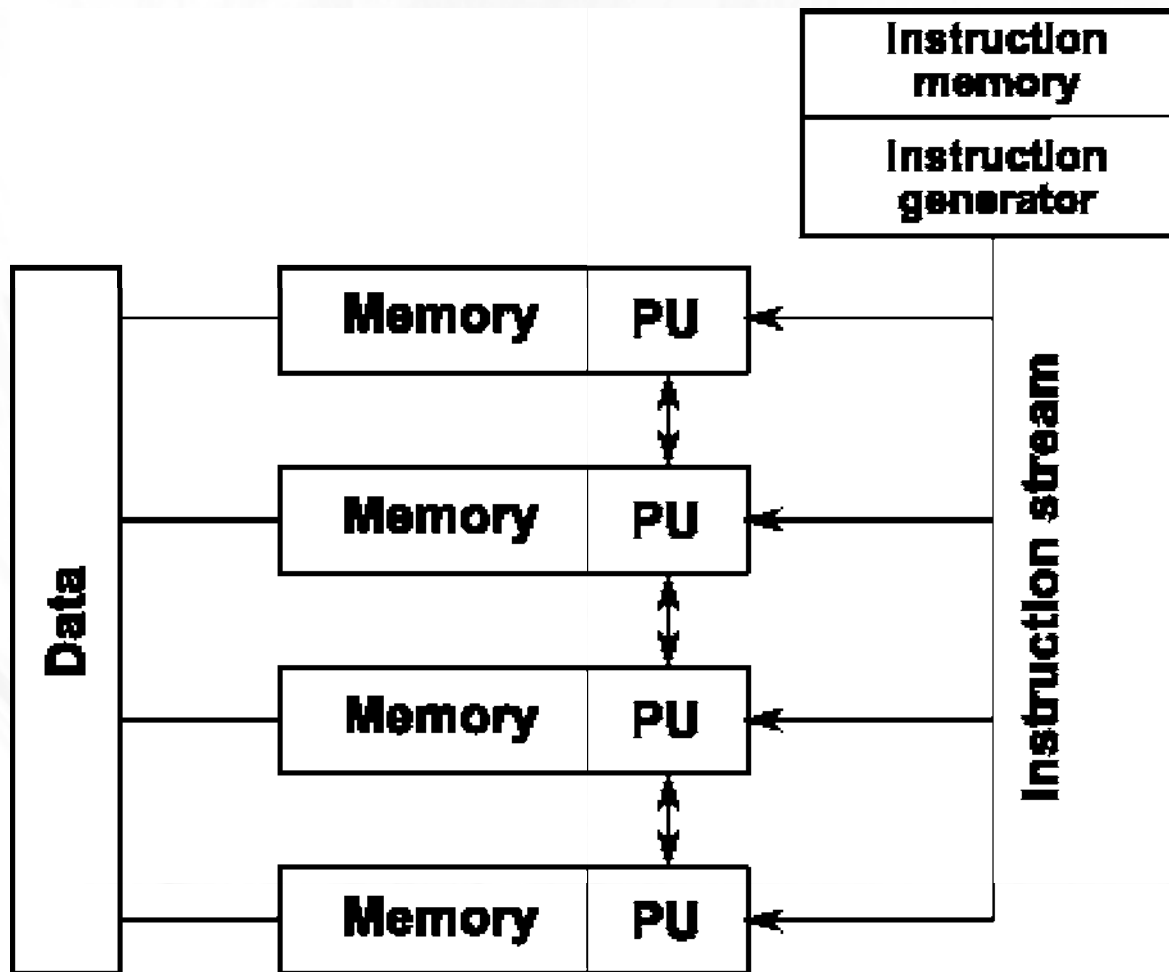 Instruction
memory
Instruction
generator
Memory PU
Memory PU
Memory PU
Memory PU
Data
Instruction stream